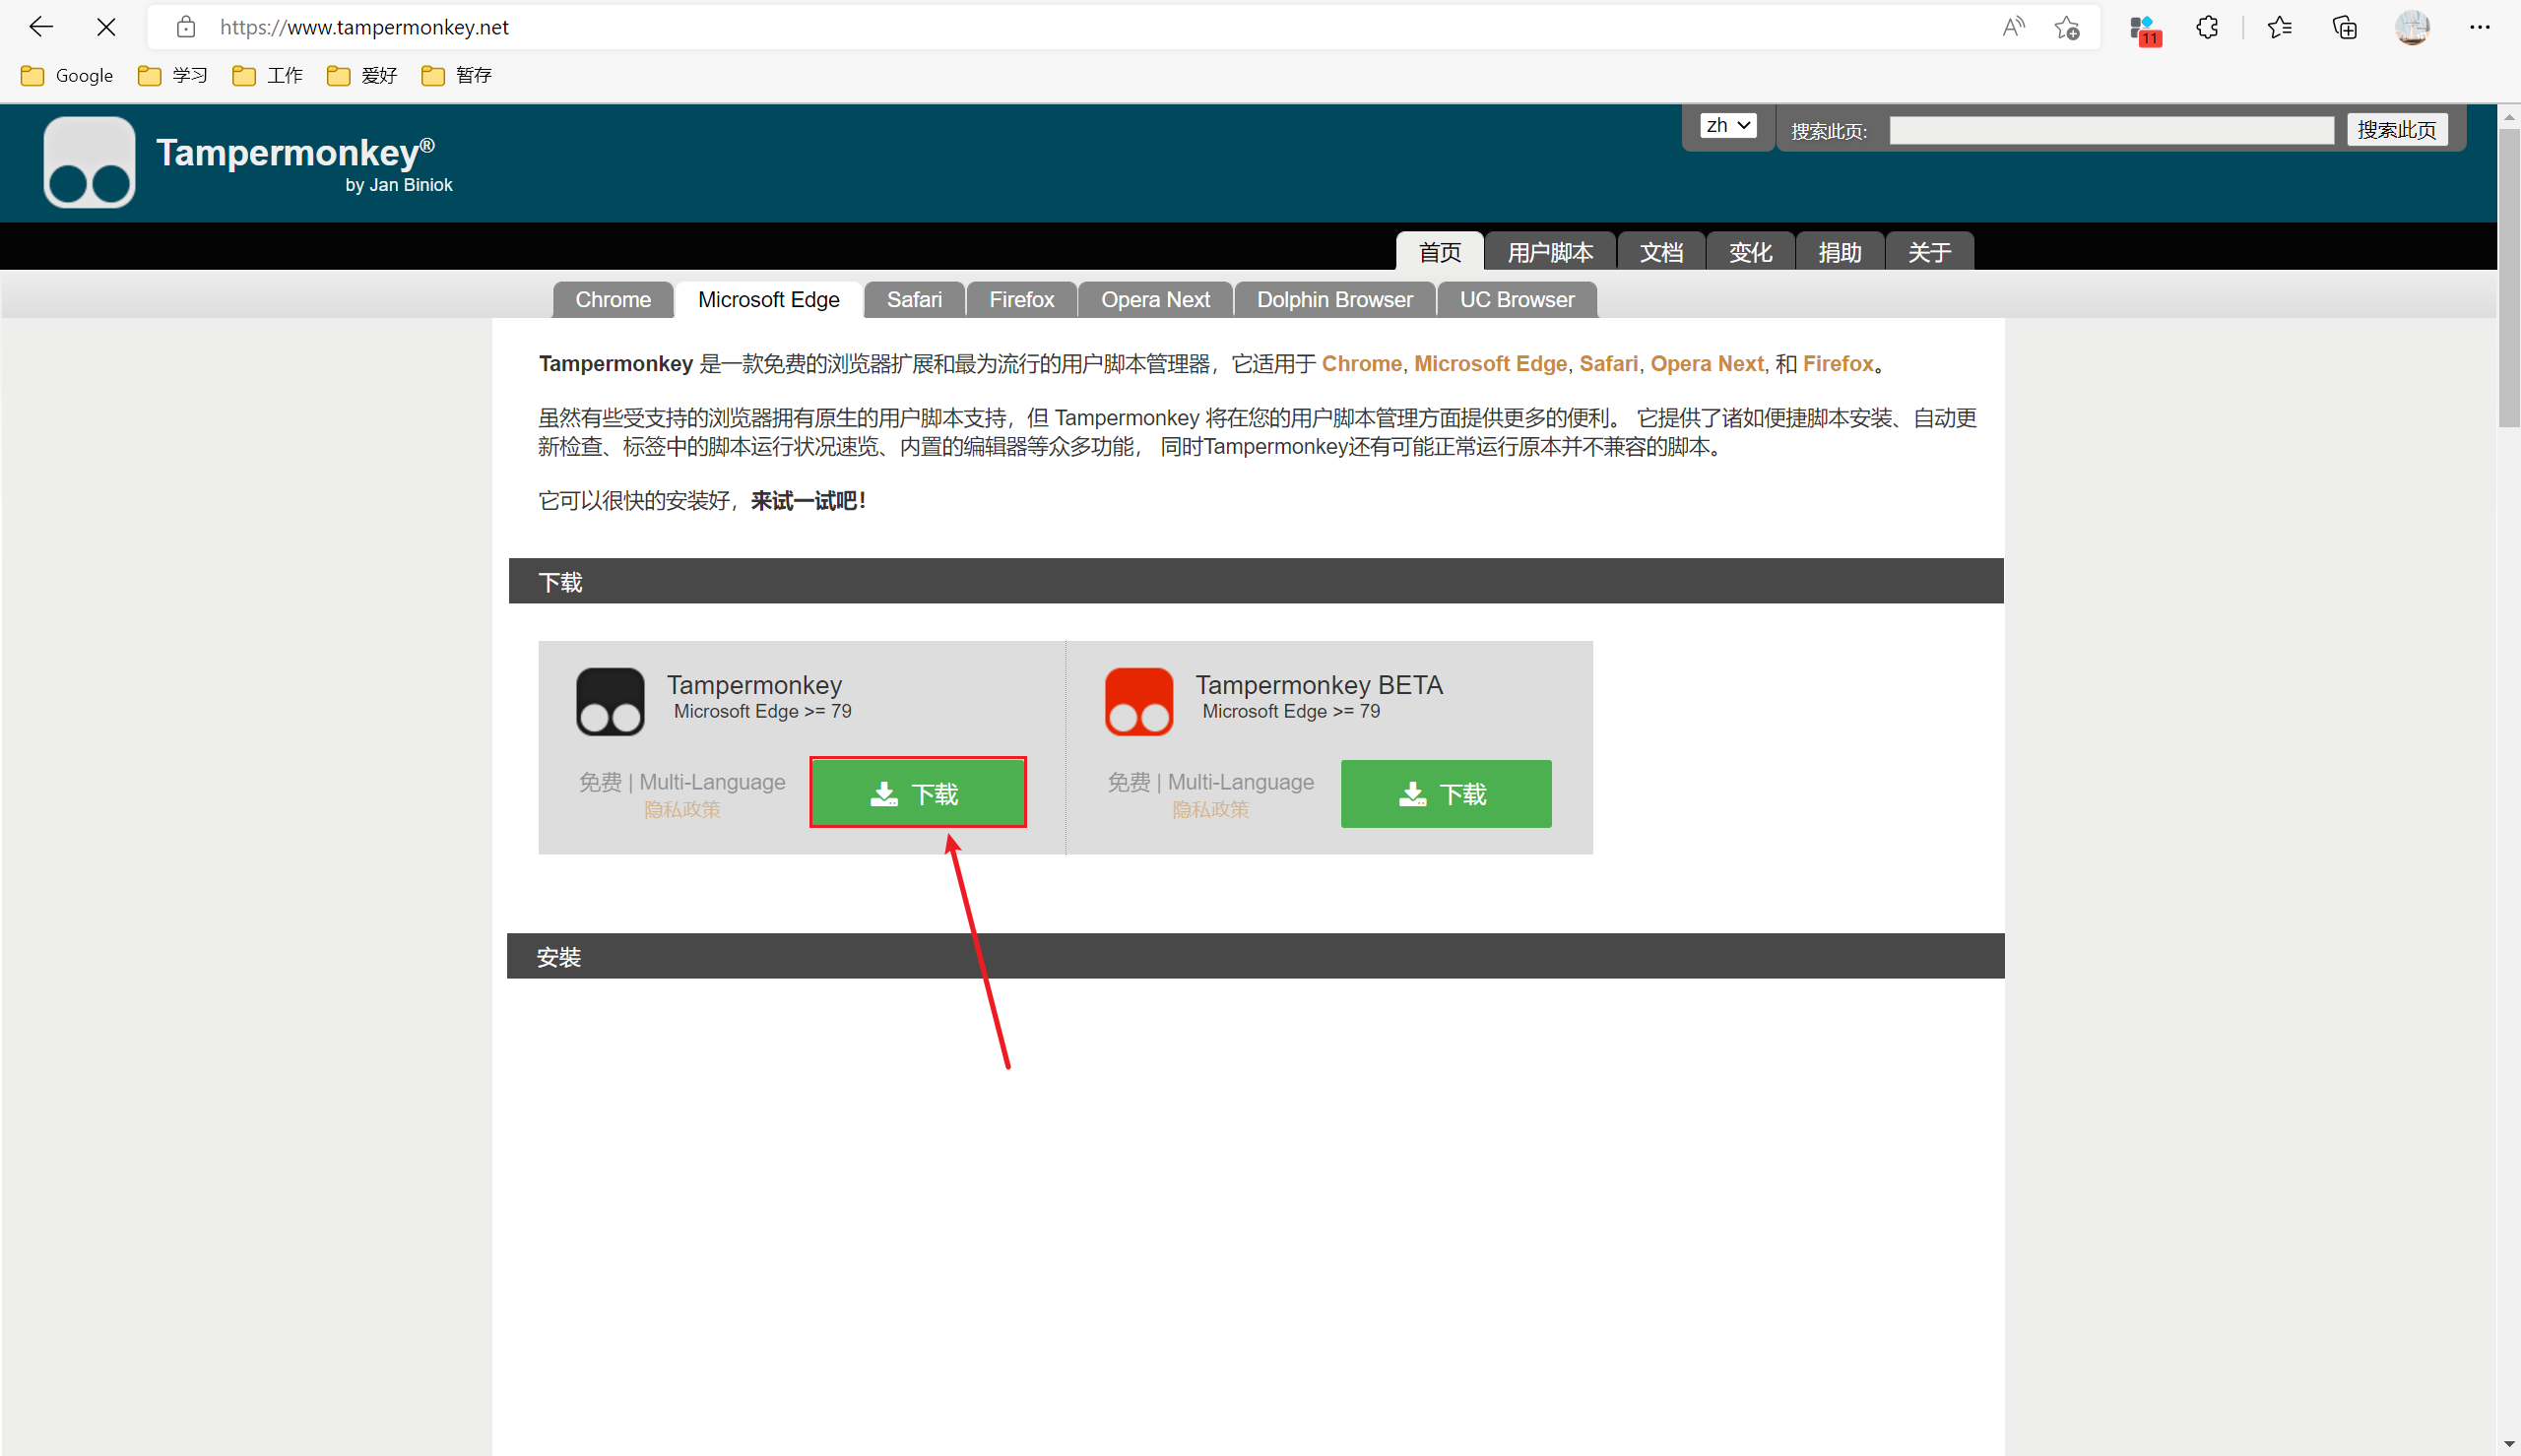 https://www.tampermonkey.net
11
Google 学习 工作 爱好 暂存
Tampermonkey®
by Jan Biniok
zh 搜索此页: 搜索此页
首页 用户脚本 文档 变化 捐助 关于
Chrome Microsoft Edge Safari Firefox Opera Next Dolphin Browser UC Browser
Tampermonkey 是一款免费的浏览器扩展和最为流行的用户脚本管理器，它适用于 Chrome, Microsoft Edge, Safari, Opera Next, 和 Firefox。
虽然有些受支持的浏览器拥有原生的用户脚本支持，但 Tampermonkey 将在您的用户脚本管理方面提供更多的便利。 它提供了诸如便捷脚本安装、自动更
新检查、标签中的脚本运行状况速览、内置的编辑器等众多功能， 同时Tampermonkey还有可能正常运行原本并不兼容的脚本。
它可以很快的安装好，来试一试吧！
下载
Tampermonkey
Microsoft Edge >= 79
免费 | Multi-Language
隐私政策
下载
Tampermonkey BETA
Microsoft Edge >= 79
免费 | Multi-Language
隐私政策
下载
安裝